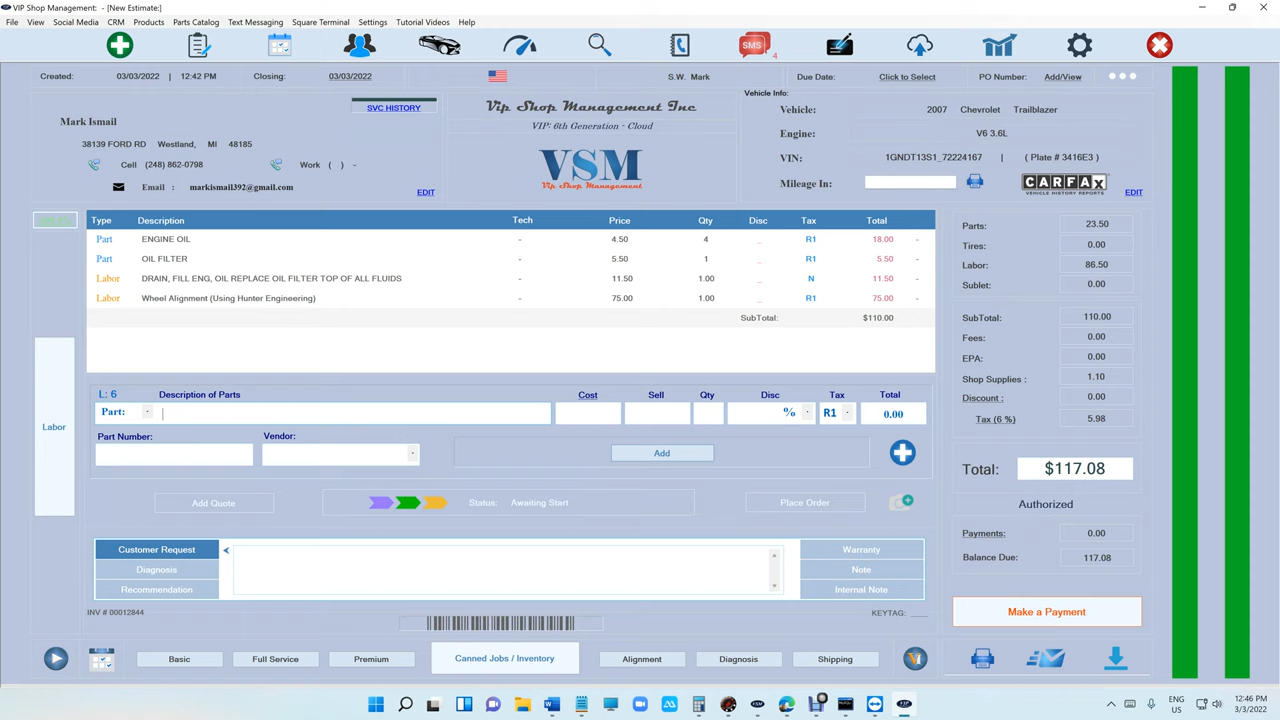 VIP Shop Management: - [New Estimate:]
File View Social Media CRM Products Parts Catalog Text Messaging Square Terminal Settings Tutorial Videos Help
SMS 4
Created: 03/03/2022 | 12:42 PM Closing: 03/03/2022 S.W. Mark Due Date: Click to Select PO Number: Add/View
SVC HISTORY
Mark Ismail
38139 FORD RD Westland, MI 48185
Cell (248) 862-0798 Work ( ) -
Email : markismail392@gmail.com
EDIT
Vip Shop Management Inc
VIP: 6th Generation - Cloud
VSM
Vip Shop Management
Vehicle Info:
Vehicle: 2007 Chevrolet Trailblazer
Engine: V6 3.6L
VIN: 1GNDT13S1_72224167 | ( Plate # 3416E3 )
Mileage In:
CARFAX
VEHICLE HISTORY REPORTS
EDIT
Type Description Tech Price Qty Disc Tax Total
Part ENGINE OIL - 4.50 4 _ R1 18.00 -
Part OIL FILTER - 5.50 1 _ R1 5.50 -
Labor DRAIN, FILL ENG, OIL REPLACE OIL FILTER TOP OF ALL FLUIDS - 11.50 1.00 _ N 11.50 -
Labor Wheel Alignment (Using Hunter Engineering) - 75.00 1.00 _ R1 75.00 -
SubTotal: $110.00
Labor
L: 6 Description of Parts Cost Sell Qty Disc Tax Total
Part: % R1 0.00
Part Number: Vendor:
Add
Add Quote Status: Awaiting Start Place Order
Customer Request
Diagnosis
Recommendation
Warranty
Note
Internal Note
INV # 00012844 KEYTAG: ___
Basic Full Service Premium Canned Jobs / Inventory Alignment Diagnosis Shipping
Parts: 23.50
Tires: 0.00
Labor: 86.50
Sublet: 0.00
SubTotal: 110.00
Fees: 0.00
EPA: 0.00
Shop Supplies : 1.10
Discount : 0.00
Tax (6 %) 5.98
Total: $117.08
Authorized
Payments: 0.00
Balance Due: 117.08
Make a Payment
ENG
US
12:46 PM
3/3/2022